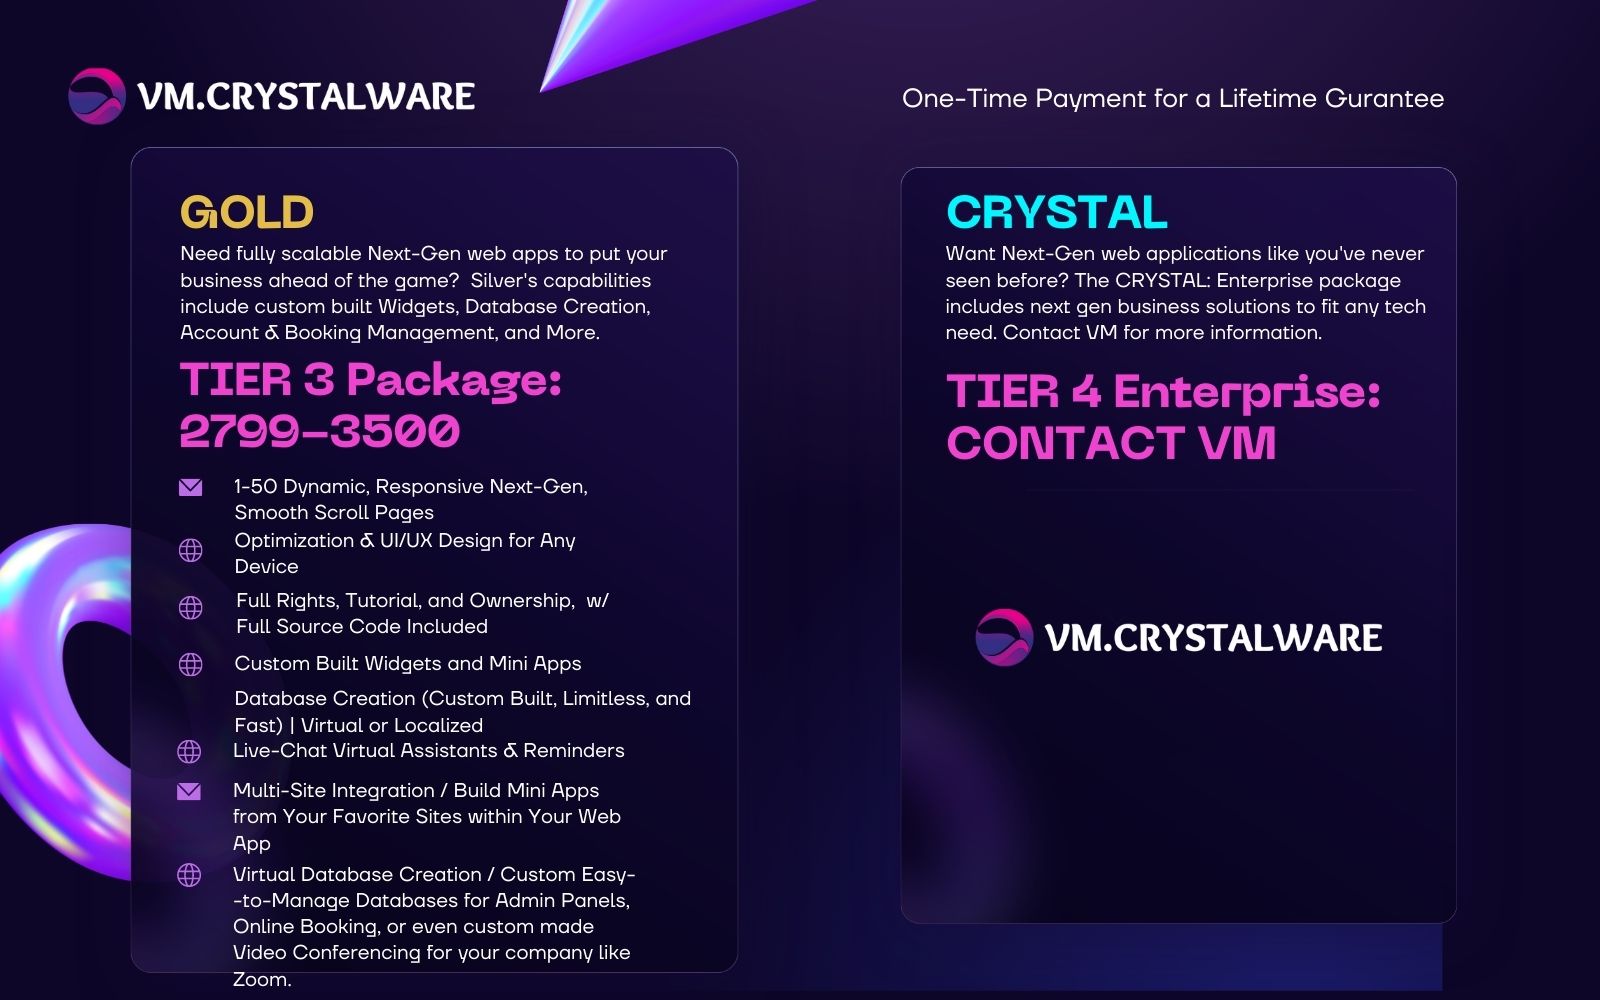 VM.CRYSTALWARE
One-Time Payment for a Lifetime Gurantee
GOLD
Need fully scalable Next-Gen web apps to put your
business ahead of the game?  Silver's capabilities
include custom built Widgets, Database Creation,
Account & Booking Management, and More.
TIER 3 Package:
2799-3500
1-50 Dynamic, Responsive Next-Gen,
Smooth Scroll Pages
Optimization & UI/UX Design for Any
Device
Full Rights, Tutorial, and Ownership,  w/
Full Source Code Included
Custom Built Widgets and Mini Apps
Database Creation (Custom Built, Limitless, and
Fast) | Virtual or Localized
Live-Chat Virtual Assistants & Reminders
Multi-Site Integration / Build Mini Apps
from Your Favorite Sites within Your Web
App
Virtual Database Creation / Custom Easy-
-to-Manage Databases for Admin Panels,
Online Booking, or even custom made
Video Conferencing for your company like
Zoom.
CRYSTAL
Want Next-Gen web applications like you've never
seen before? The CRYSTAL: Enterprise package
includes next gen business solutions to fit any tech
need. Contact VM for more information.
TIER 4 Enterprise:
CONTACT VM
VM.CRYSTALWARE